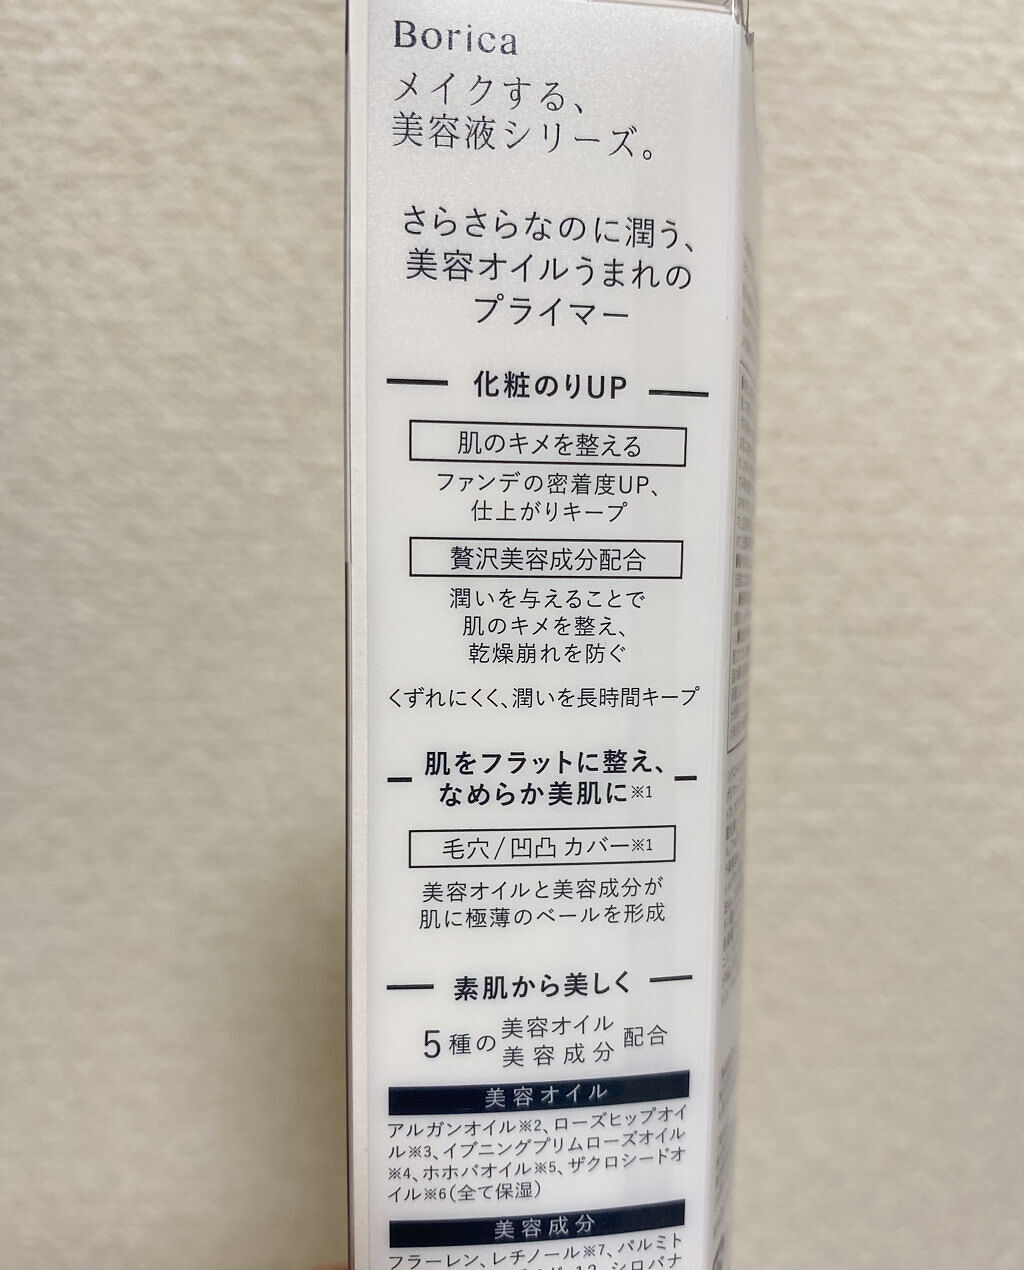 Borica
メイクする、
美容液シリーズ。
さらさらなのに潤う、
美容オイルうまれの
プライマー
化粧のりUP
肌のキメを整える
ファンデの密着度UP、
仕上がりキープ
贅沢美容成分配合
潤いを与えることで
肌のキメを整え、
乾燥崩れを防ぐ
くずれにくく、潤いを長時間キープ
肌をフラットに整え、
なめらか美肌に※1
毛穴/凹凸 カバー※1
美容オイルと美容成分が
肌に極薄のベールを形成
素肌から美しく
5種の美容オイル
美容成分配合
美容オイル
アルガンオイル※2、ローズヒップオイ
ル※3、イブニングプリムローズオイル
※4、ホホバオイル※5、ザクロシードオ
イル※6(全て保湿)
美容成分
フラーレン、レチノール※7、パルミト